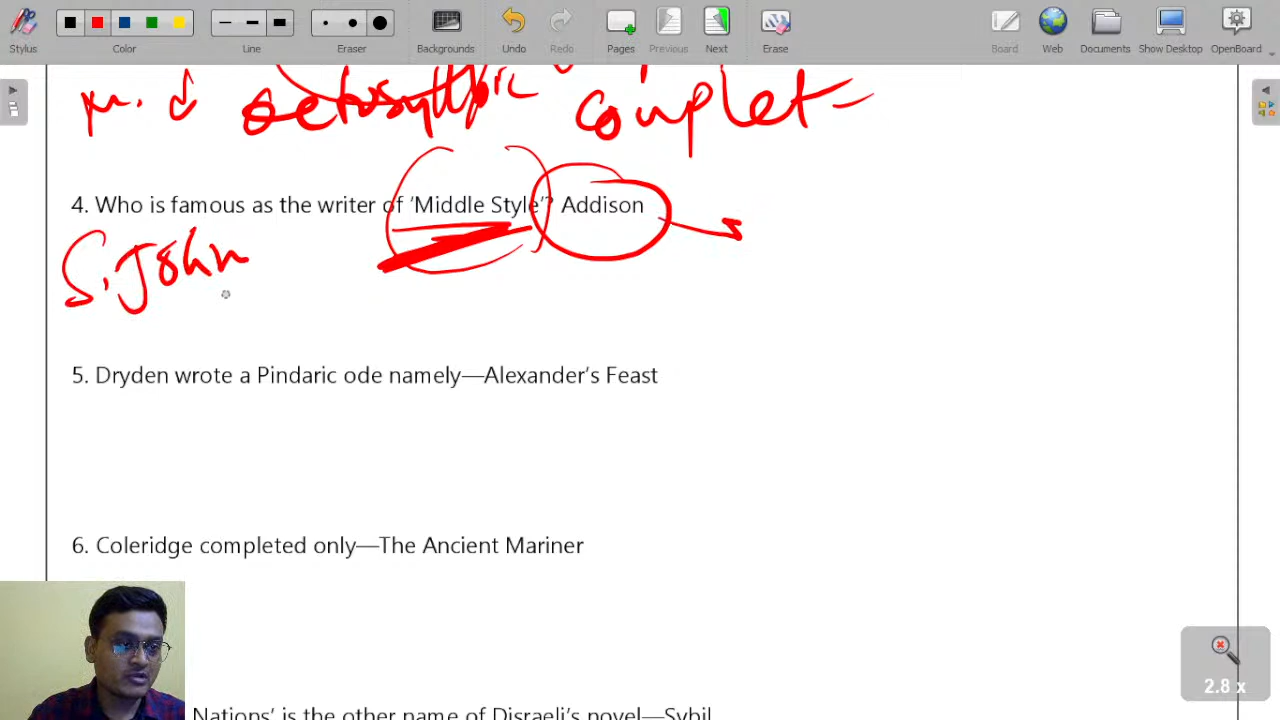 Stylus
Color
Line
Eraser
Backgrounds
Undo
Redo
Pages
Previous
Next
Erase
Board
Web
Documents
Show Desktop
OpenBoard
couplet
4. Who is famous as the writer of ‘Middle Style’? Addison
S. John
5. Dryden wrote a Pindaric ode namely—Alexander’s Feast
6. Coleridge completed only—The Ancient Mariner
Nations’ is the other name of Disraeli’s novel—Sybil
2.8 x